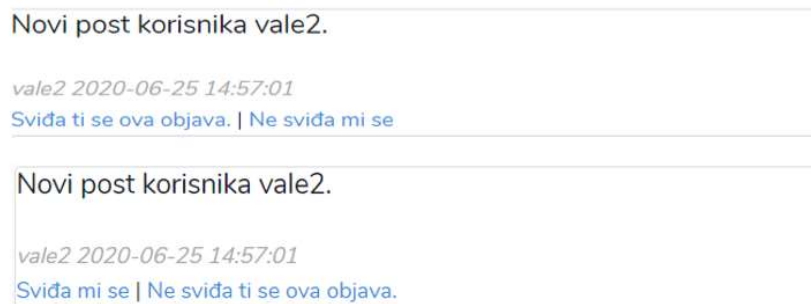 Novi post korisnika vale2.
vale2 2020-06-25 14:57:01
Sviđa ti se ova objava. | Ne sviđa mi se
Novi post korisnika vale2.
vale2 2020-06-25 14:57:01
Sviđa mi se | Ne sviđa ti se ova objava.